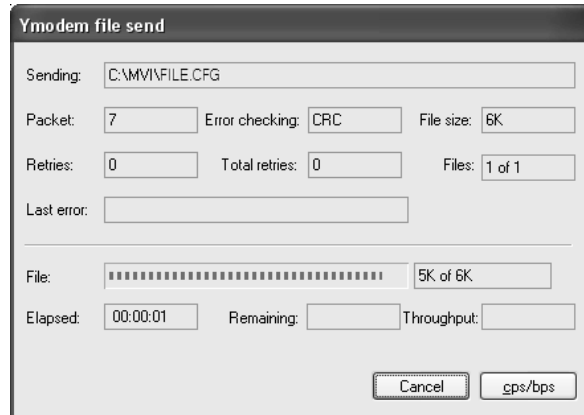 Ymodem file send
Sending: C:\MVI\FILE.CFG
Packet: 7 Error checking: CRC File size: 6K
Retries: 0 Total retries: 0 Files: 1 of 1
Last error:
File: 5K of 6K
Elapsed: 00:00:01 Remaining: Throughput:
Cancel cps/bps